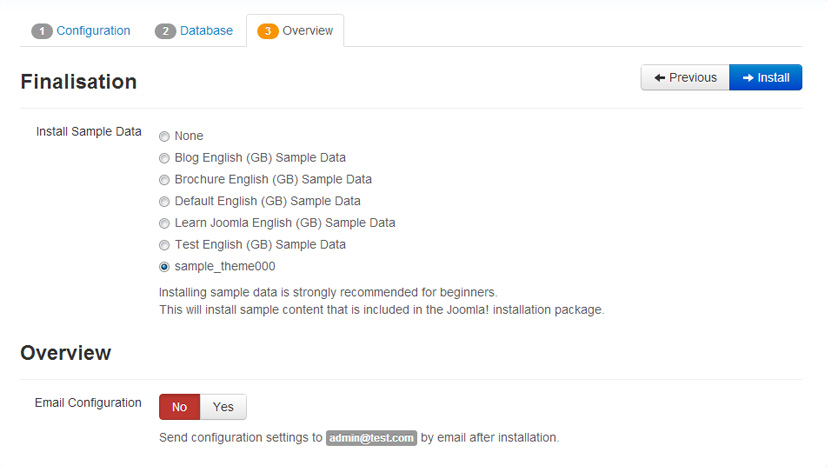 1 Configuration 2 Database 3 Overview
Finalisation
Previous Install
Install Sample Data
None
Blog English (GB) Sample Data
Brochure English (GB) Sample Data
Default English (GB) Sample Data
Learn Joomla English (GB) Sample Data
Test English (GB) Sample Data
sample_theme000
Installing sample data is strongly recommended for beginners.
This will install sample content that is included in the Joomla! installation package.
Overview
Email Configuration
No Yes
Send configuration settings to admin@test.com by email after installation.